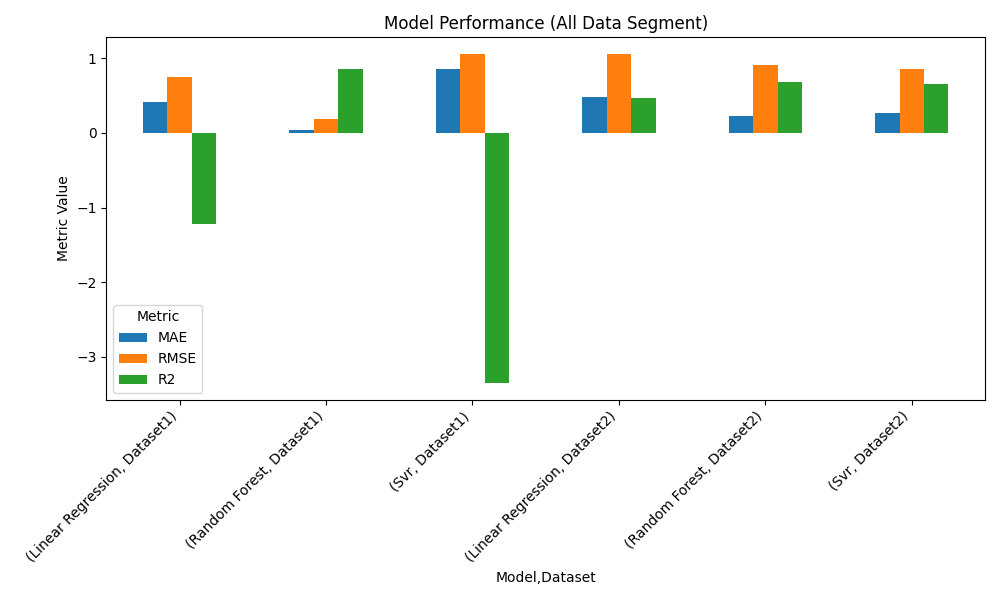 Model Performance (All Data Segment)
Metric Value
1
0
−1
−2
−3
Metric
MAE
RMSE
R2
(Linear Regression, Dataset1)
(Random Forest, Dataset1)
(Svr, Dataset1)
(Linear Regression, Dataset2)
(Random Forest, Dataset2)
(Svr, Dataset2)
Model,Dataset